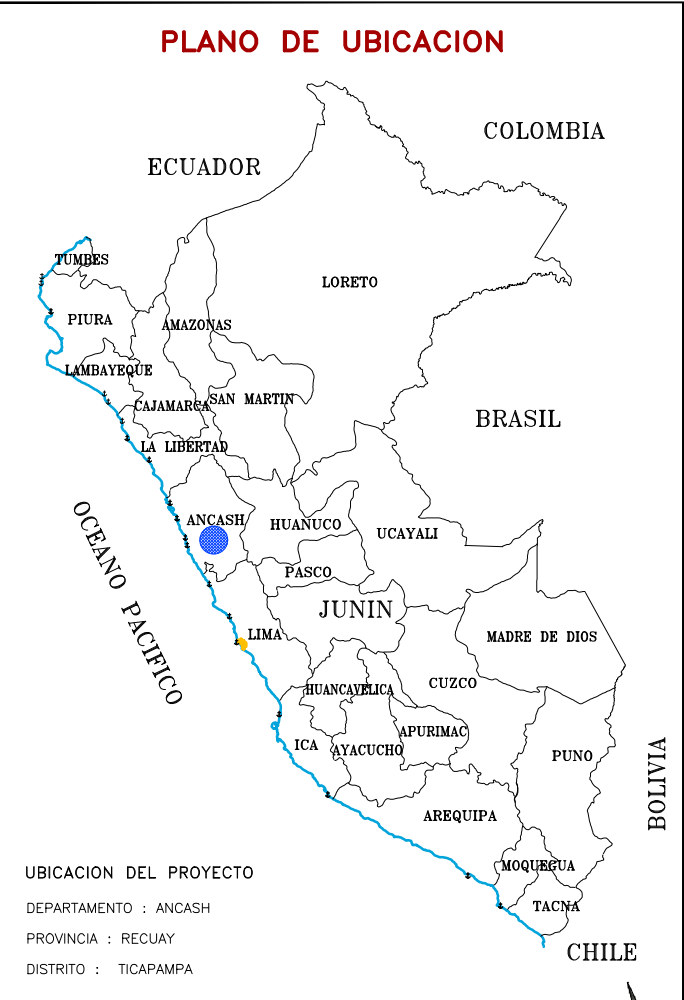 PLANO DE UBICACION
COLOMBIA
ECUADOR
TUMBES
LORETO
PIURA
AMAZONAS
LAMBAYEQUE
CAJAMARCA
SAN MARTIN
BRASIL
LA LIBERTAD
ANCASH
HUANUCO
UCAYALI
OCEANO PACIFICO
PASCO
JUNIN
LIMA
MADRE DE DIOS
HUANCAVELICA
CUZCO
APURIMAC
ICA
AYACUCHO
PUNO
BOLIVIA
AREQUIPA
MOQUEGUA
TACNA
CHILE
UBICACION DEL PROYECTO
DEPARTAMENTO : ANCASH
PROVINCIA : RECUAY
DISTRITO : TICAPAMPA